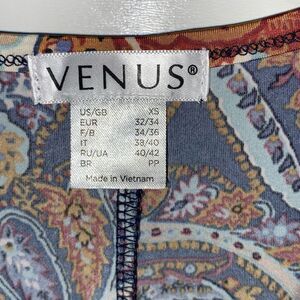 VENUS®
US/GB XS
EUR 32/34
F/B 34/36
IT 38/40
RU/UA 40/42
BR PP
Made in Vietnam